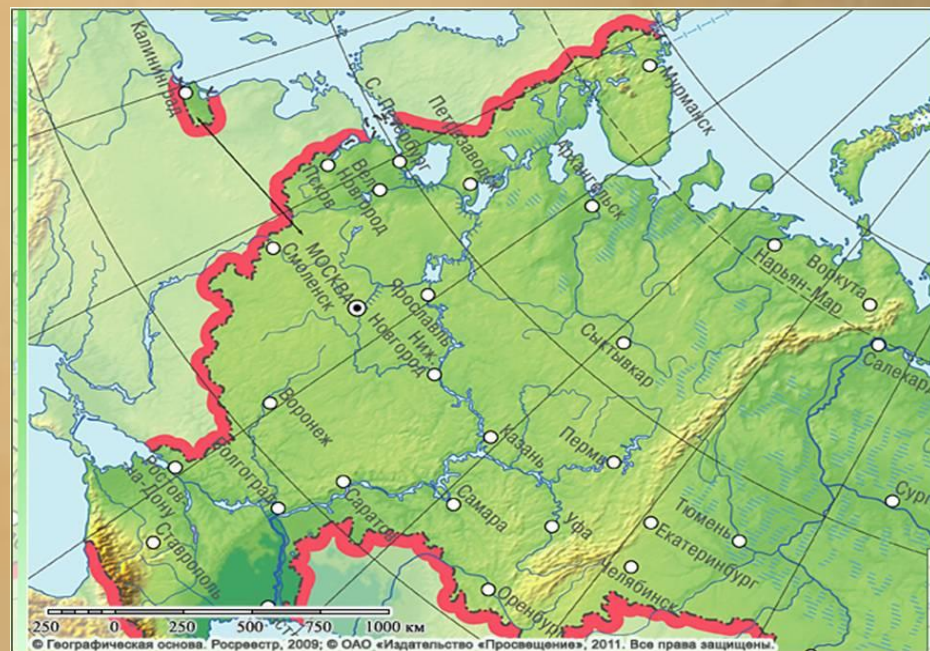 Калининград
С. Петербург
Петрозаводск
Мурманск
Псков
Вел.
Новгород
Архангельск
Смоленск
МОСКВА
Ярославль
Ниж.
Новгород
Нарьян-Мар
Воркута
Сыктывкар
Салехард
Воронеж
Казань
Пермь
Ростов-
на-Дону
Волгоград
Саратов
Самара
Уфа
Тюмень
Екатеринбург
Сург
Ставрополь
Челябинск
Оренбург
250 0 250 500 750 1000 км
© Географическая основа. Росреестр, 2009; © ОАО «Издательство «Просвещение», 2011. Все права защищены.